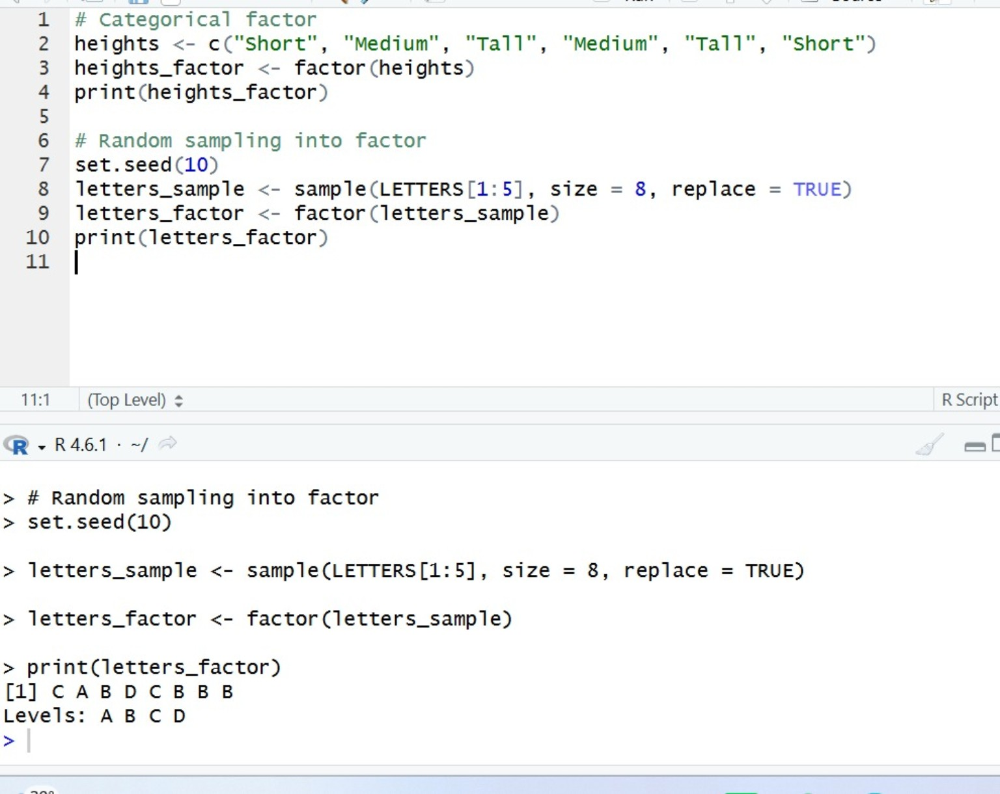 1 # Categorical factor
2 heights <- c("Short", "Medium", "Tall", "Medium", "Tall", "Short")
3 heights_factor <- factor(heights)
4 print(heights_factor)
5
6 # Random sampling into factor
7 set.seed(10)
8 letters_sample <- sample(LETTERS[1:5], size = 8, replace = TRUE)
9 letters_factor <- factor(letters_sample)
10 print(letters_factor)
11
11:1 (Top Level) R Script
R R 4.6.1 · ~/
> # Random sampling into factor
> set.seed(10)
> letters_sample <- sample(LETTERS[1:5], size = 8, replace = TRUE)
> letters_factor <- factor(letters_sample)
> print(letters_factor)
[1] C A B D C B B B
Levels: A B C D
>